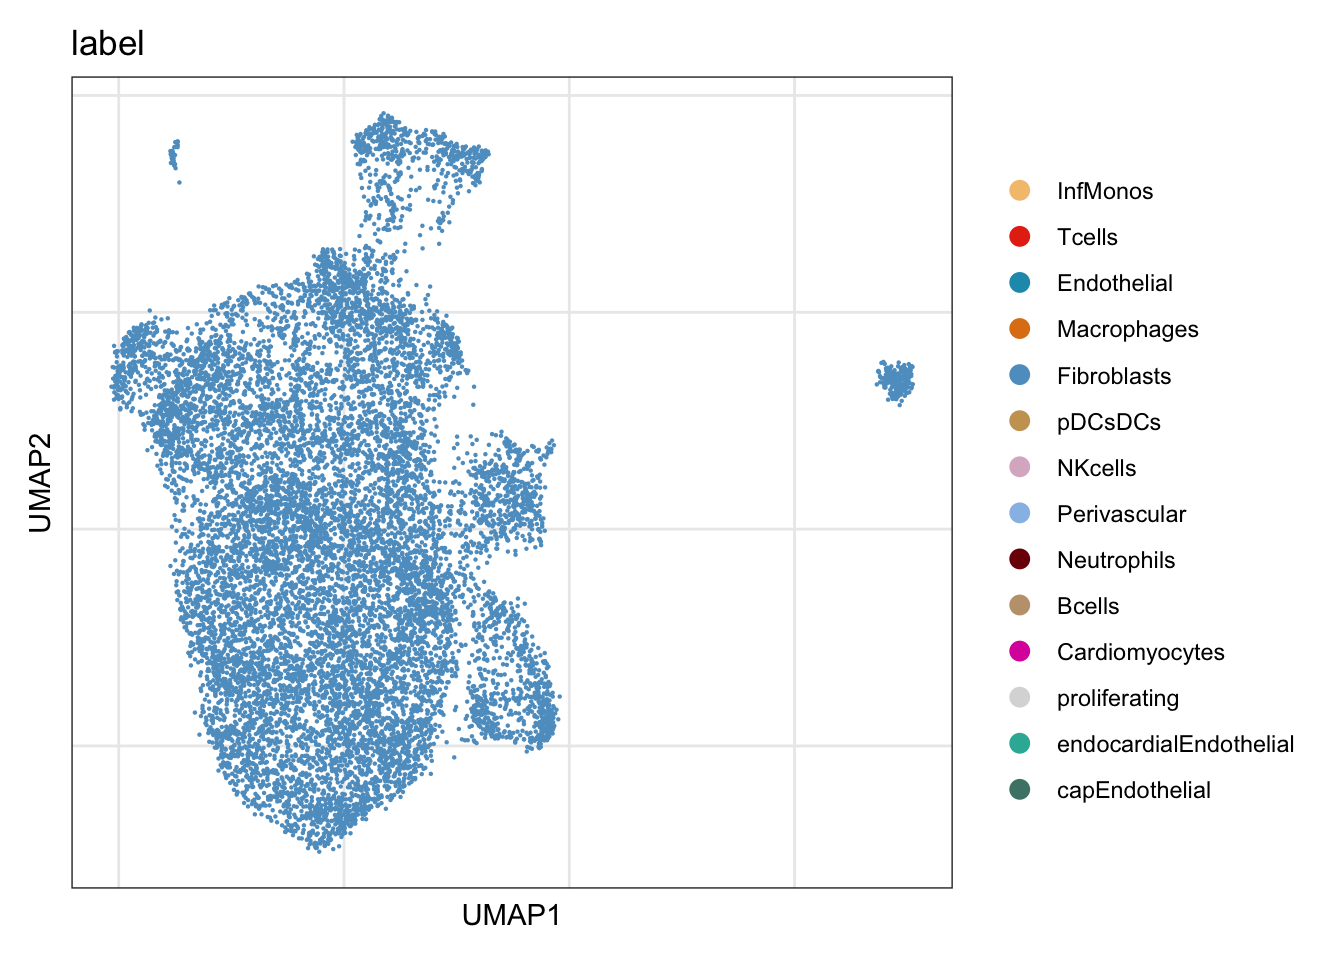 label
UMAP2
UMAP1
InfMonos
Tcells
Endothelial
Macrophages
Fibroblasts
pDCsDCs
NKcells
Perivascular
Neutrophils
Bcells
Cardiomyocytes
proliferating
endocardialEndothelial
capEndothelial